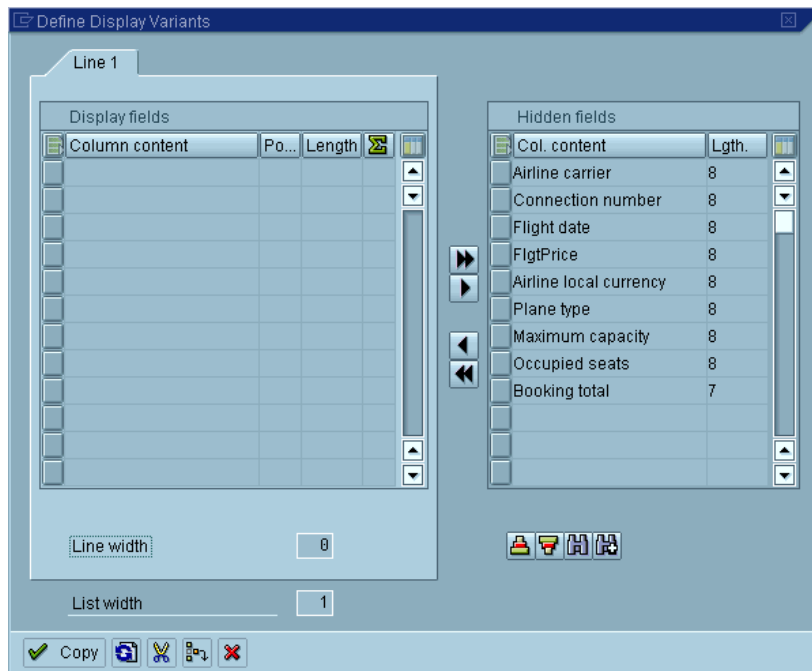 Define Display Variants
Line 1
Display fields
Column content Po... Length
Hidden fields
Col. content Lgth.
Airline carrier 8
Connection number 8
Flight date 8
FlgtPrice 8
Airline local currency 8
Plane type 8
Maximum capacity 8
Occupied seats 8
Booking total 7
Line width 0
List width 1
Copy